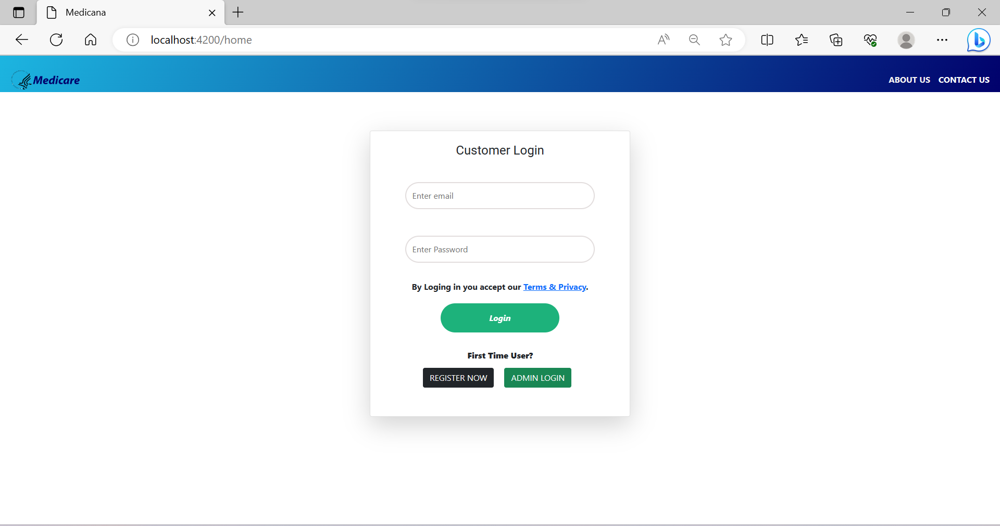 Medicana
localhost:4200/home
Medicare
ABOUT US CONTACT US
Customer Login
Enter email
Enter Password
By Loging in you accept our Terms & Privacy.
Login
First Time User?
REGISTER NOW ADMIN LOGIN